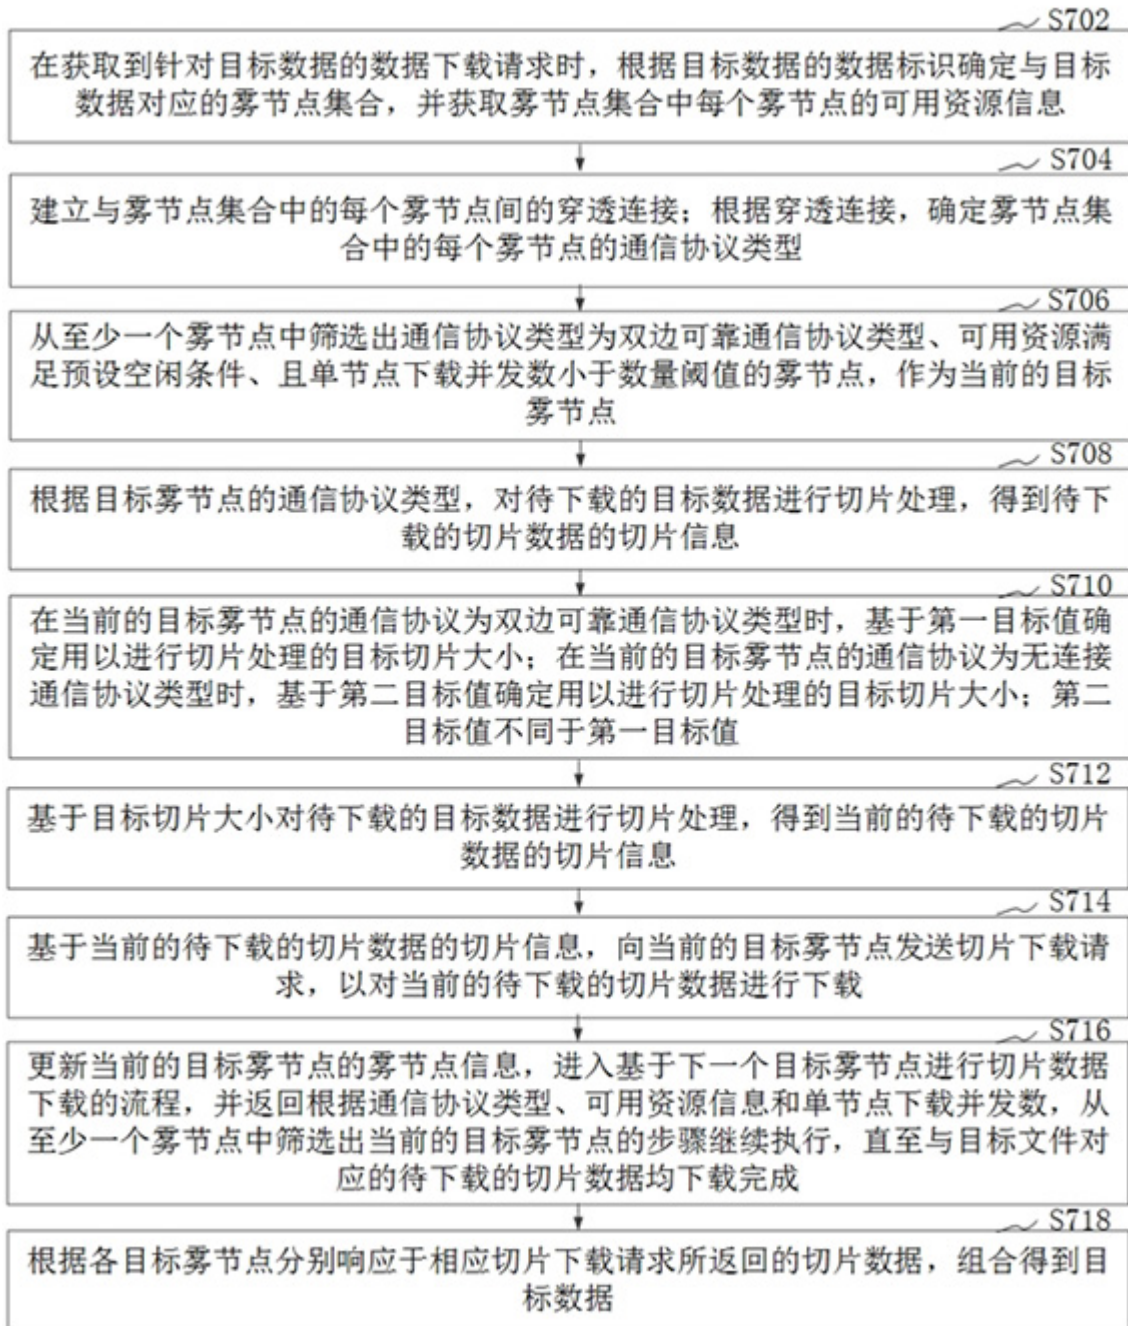 S702
在获取到针对目标数据的数据下载请求时，根据目标数据的数据标识确定与目标
数据对应的雾节点集合，并获取雾节点集合中每个雾节点的可用资源信息
S704
建立与雾节点集合中的每个雾节点间的穿透连接；根据穿透连接，确定雾节点集
合中的每个雾节点的通信协议类型
S706
从至少一个雾节点中筛选出通信协议类型为双边可靠通信协议类型、可用资源满
足预设空闲条件、且单节点下载并发数小于数量阈值的雾节点，作为当前的目标
雾节点
S708
根据目标雾节点的通信协议类型，对待下载的目标数据进行切片处理，得到待下
载的切片数据的切片信息
S710
在当前的目标雾节点的通信协议为双边可靠通信协议类型时，基于第一目标值确
定用以进行切片处理的目标切片大小；在当前的目标雾节点的通信协议为无连接
通信协议类型时，基于第二目标值确定用以进行切片处理的目标切片大小；第二
目标值不同于第一目标值
S712
基于目标切片大小对待下载的目标数据进行切片处理，得到当前的待下载的切片
数据的切片信息
S714
基于当前的待下载的切片数据的切片信息，向当前的目标雾节点发送切片下载请
求，以对当前的待下载的切片数据进行下载
S716
更新当前的目标雾节点的雾节点信息，进入基于下一个目标雾节点进行切片数据
下载的流程，并返回根据通信协议类型、可用资源信息和单节点下载并发数，从
至少一个雾节点中筛选出当前的目标雾节点的步骤继续执行，直至与目标文件对
应的待下载的切片数据均下载完成
S718
根据各目标雾节点分别响应于相应切片下载请求所返回的切片数据，组合得到目
标数据